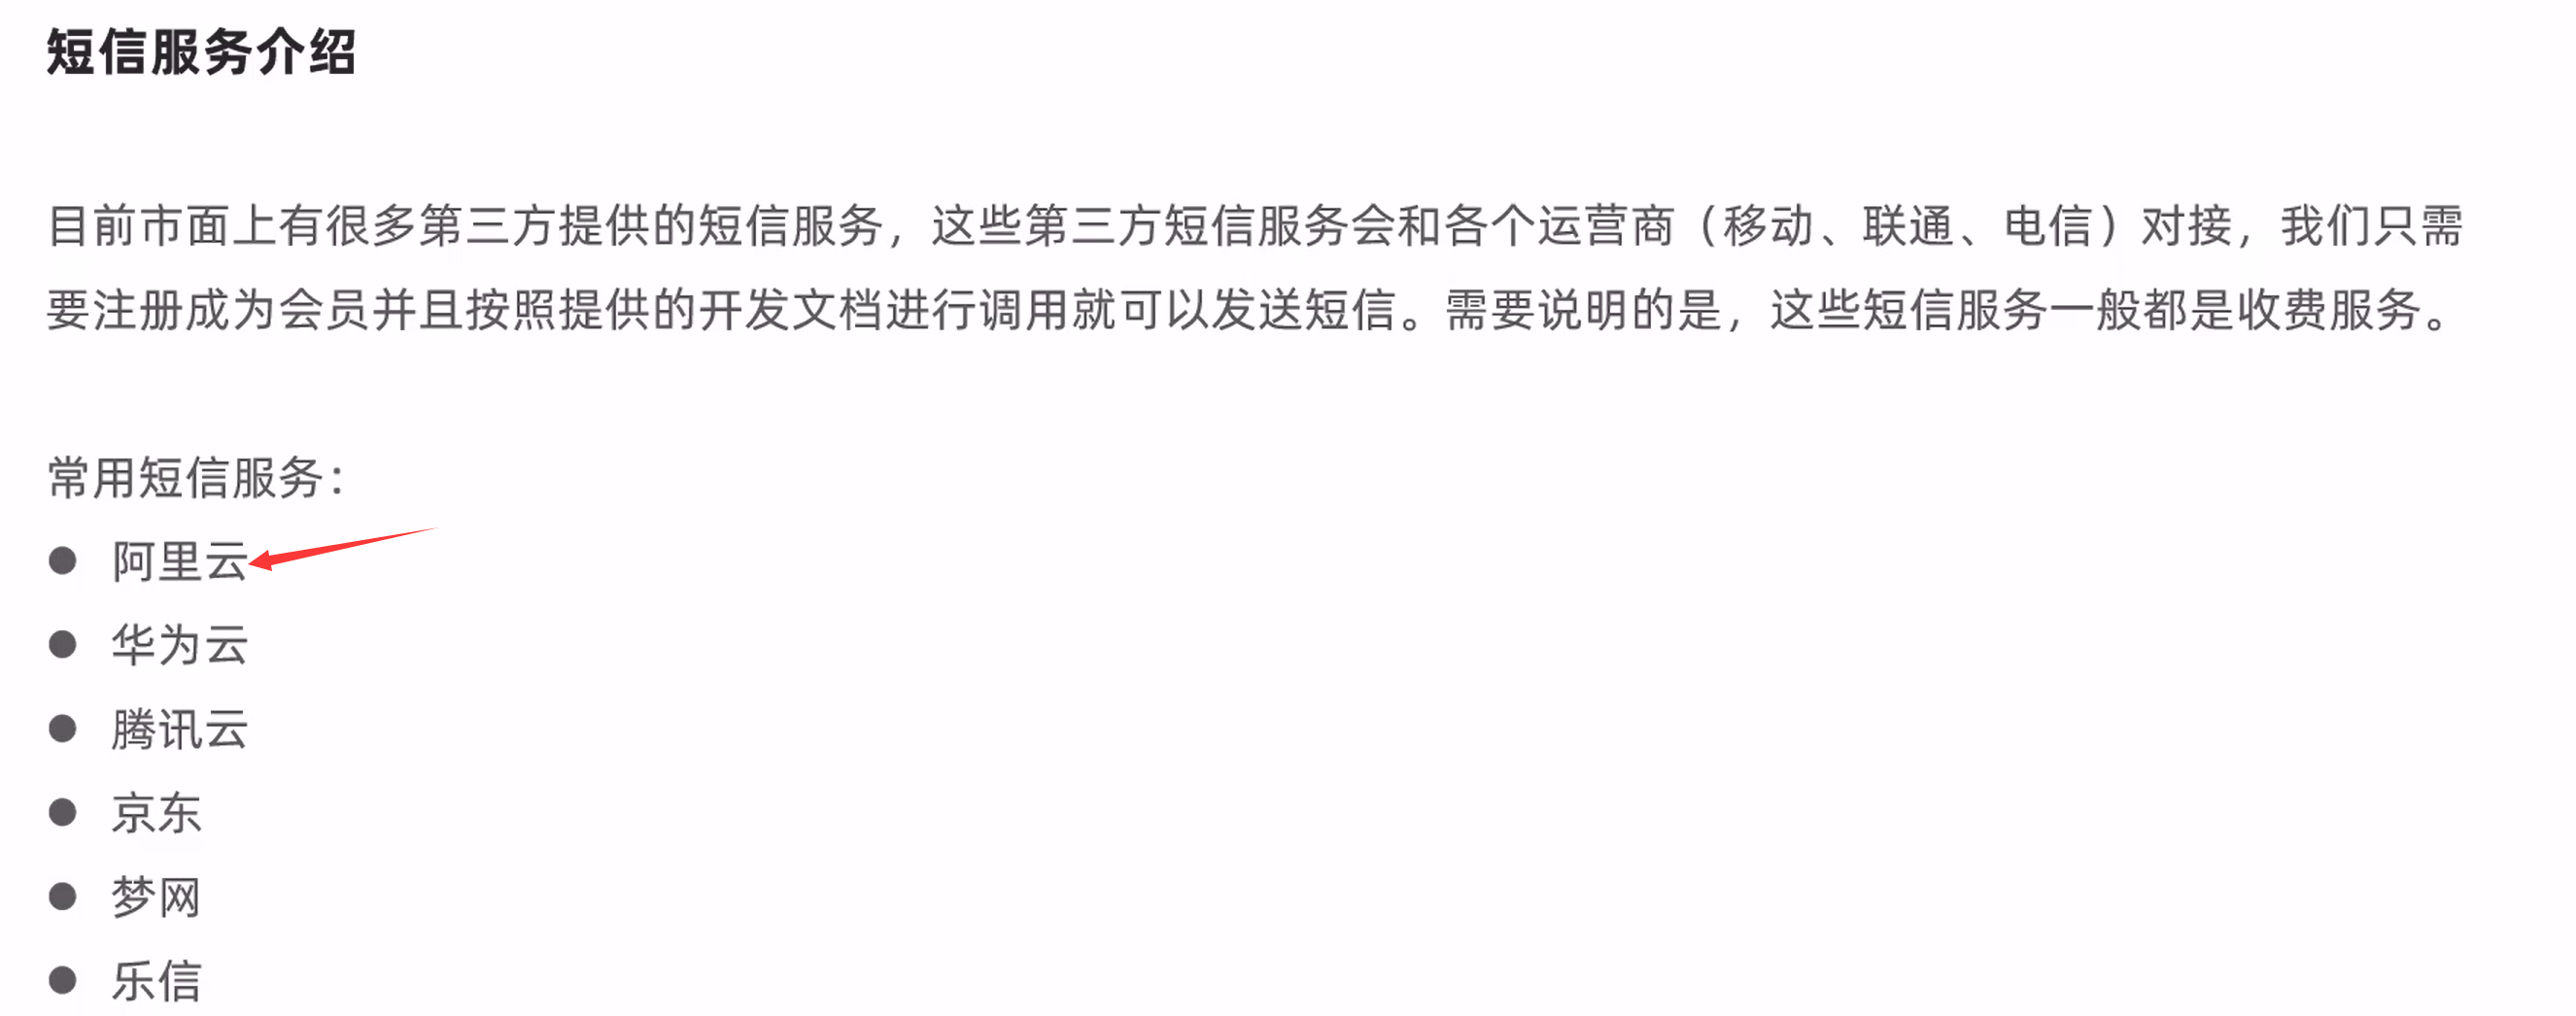 短信服务介绍
目前市面上有很多第三方提供的短信服务，这些第三方短信服务会和各个运营商（移动、联通、电信）对接，我们只需
要注册成为会员并且按照提供的开发文档进行调用就可以发送短信。需要说明的是，这些短信服务一般都是收费服务。
常用短信服务：
● 阿里云
● 华为云
● 腾讯云
● 京东
● 梦网
● 乐信